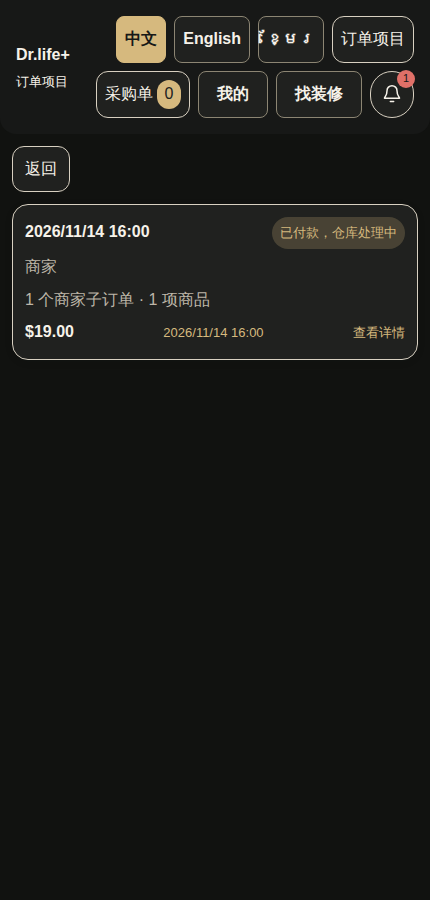 Dr.life+
订单项目
中文
English
ខ្មែរ
订单项目
采购单 0
我的
找装修
1
返回
2026/11/14 16:00
已付款，仓库处理中
商家
1 个商家子订单 · 1 项商品
$19.00
2026/11/14 16:00
查看详情